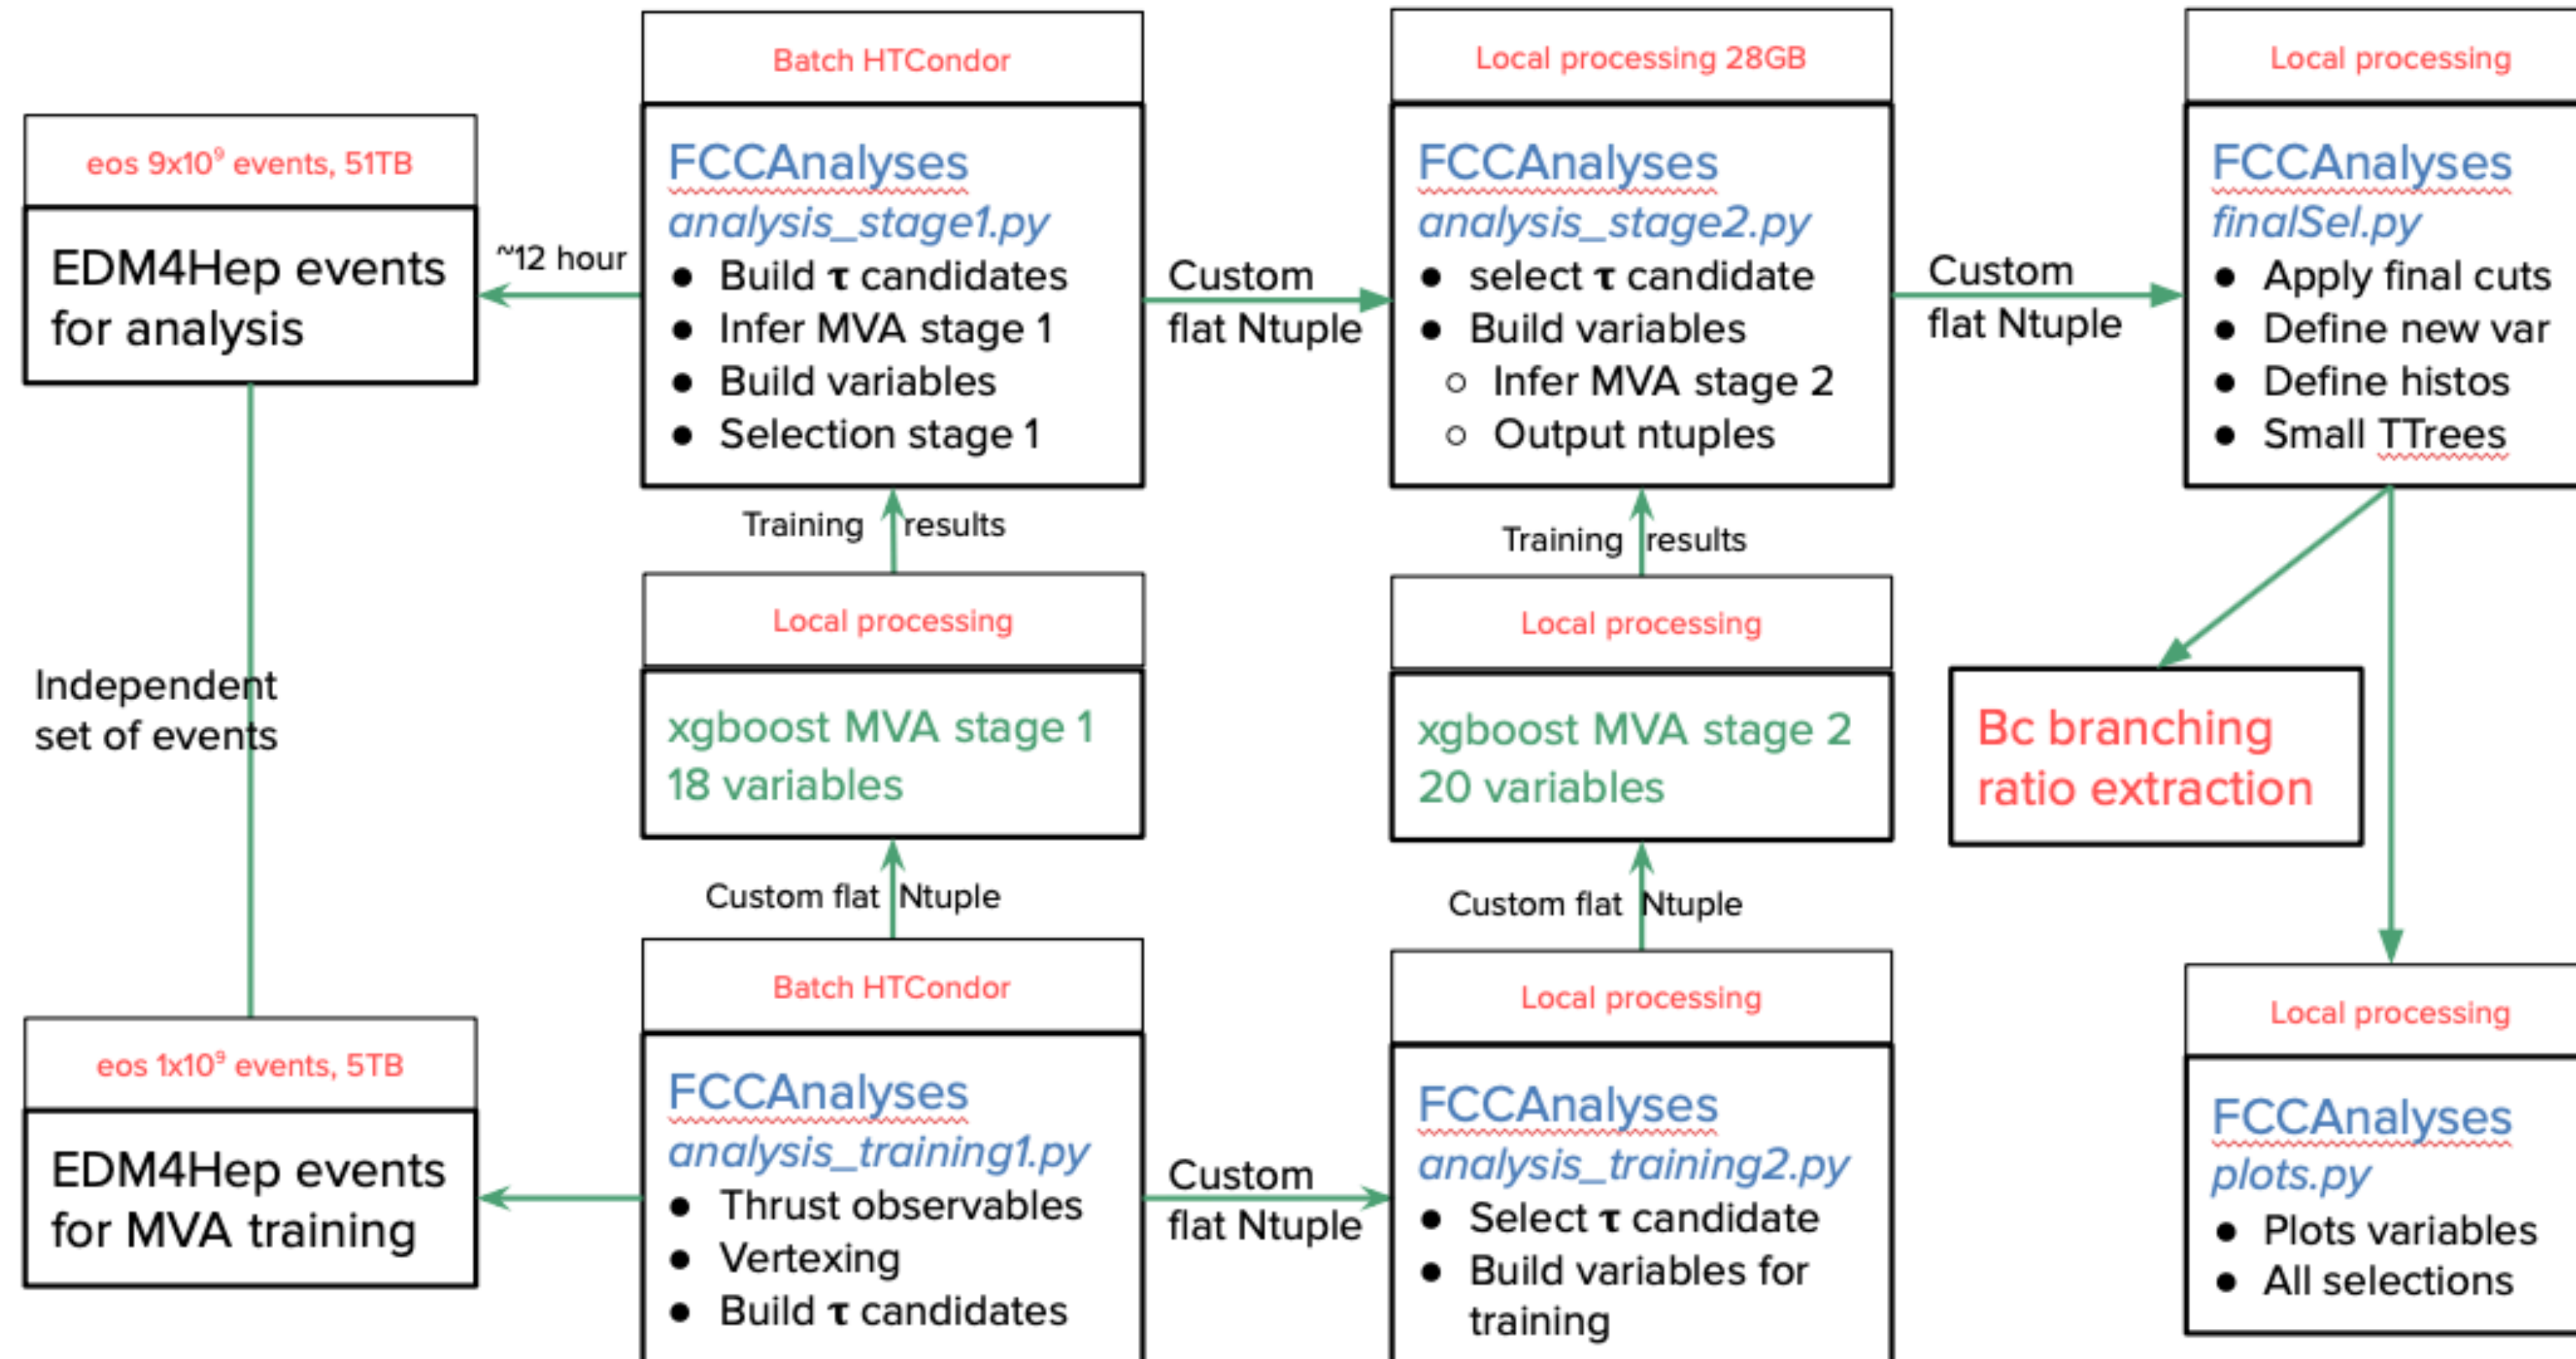 Batch HTCondor
Local processing 28GB
Local processing
eos 9x10⁹ events, 51TB
EDM4Hep events
for analysis
~12 hour
FCCAnalyses
analysis_stage1.py
● Build τ candidates
● Infer MVA stage 1
● Build variables
● Selection stage 1
Custom
flat Ntuple
FCCAnalyses
analysis_stage2.py
● select τ candidate
● Build variables
○ Infer MVA stage 2
○ Output ntuples
Custom
flat Ntuple
FCCAnalyses
finalSel.py
● Apply final cuts
● Define new var
● Define histos
● Small TTrees
Training results
Training results
Local processing
Local processing
Independent
set of events
xgboost MVA stage 1
18 variables
xgboost MVA stage 2
20 variables
Bc branching
ratio extraction
Custom flat Ntuple
Custom flat Ntuple
Batch HTCondor
Local processing
Local processing
eos 1x10⁹ events, 5TB
EDM4Hep events
for MVA training
FCCAnalyses
analysis_training1.py
● Thrust observables
● Vertexing
● Build τ candidates
Custom
flat Ntuple
FCCAnalyses
analysis_training2.py
● Select τ candidate
● Build variables for
training
FCCAnalyses
plots.py
● Plots variables
● All selections